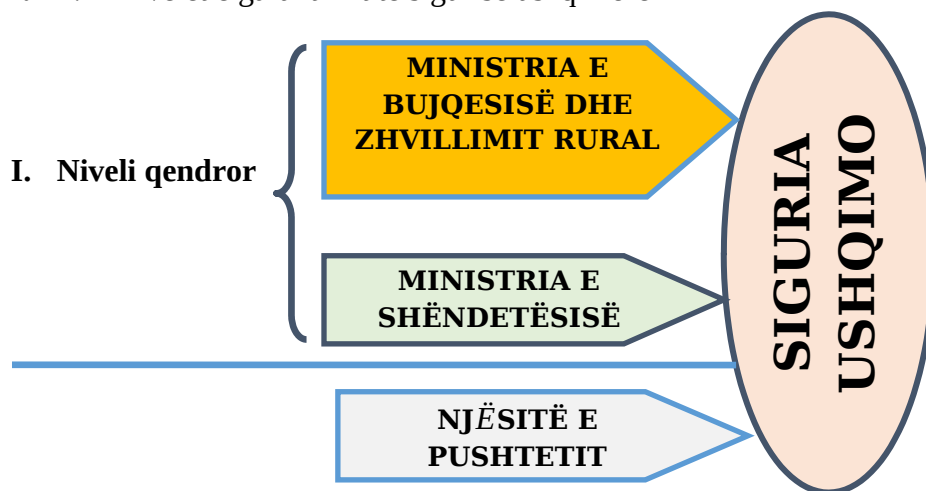 MINISTRIA E
BUJQESISË DHE
ZHVILLIMIT RURAL
I. Niveli qendror
MINISTRIA E
SHËNDETËSISË
NJËSITË E
PUSHTETIT
SIGURIA
USHQIMO